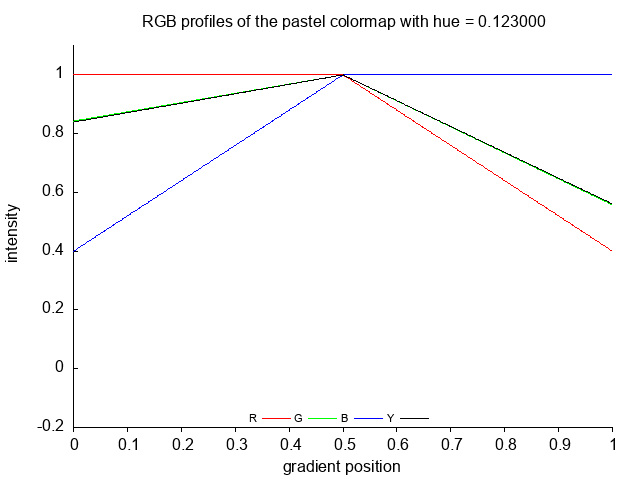 RGB profiles of the pastel colormap with hue = 0.123000
1
0.8
0.6
0.4
0.2
0
-0.2
intensity
R G B Y
0 0.1 0.2 0.3 0.4 0.5 0.6 0.7 0.8 0.9 1
gradient position